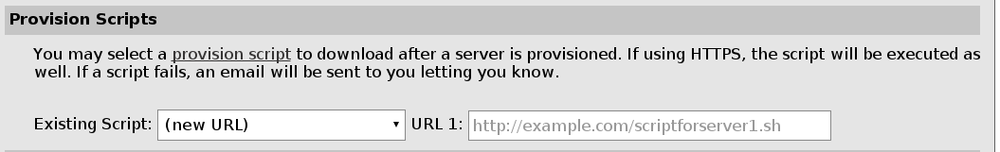 Provision Scripts
You may select a provision script to download after a server is provisioned. If using HTTPS, the script will be executed as
well. If a script fails, an email will be sent to you letting you know.
Existing Script: (new URL) URL 1: http://example.com/scriptforserver1.sh